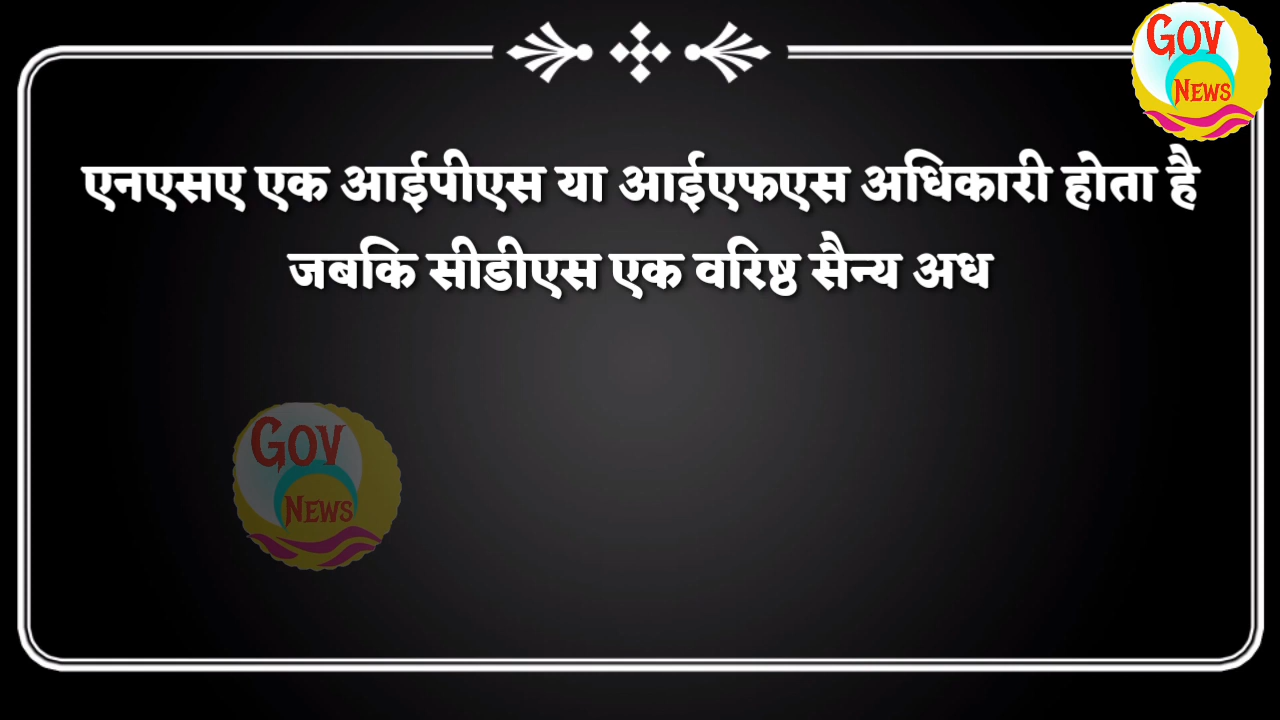 GOV
NEWS
एनएसए एक आईपीएस या आईएफएस अधिकारी होता है
जबकि सीडीएस एक वरिष्ठ सैन्य अध
GOV
NEWS